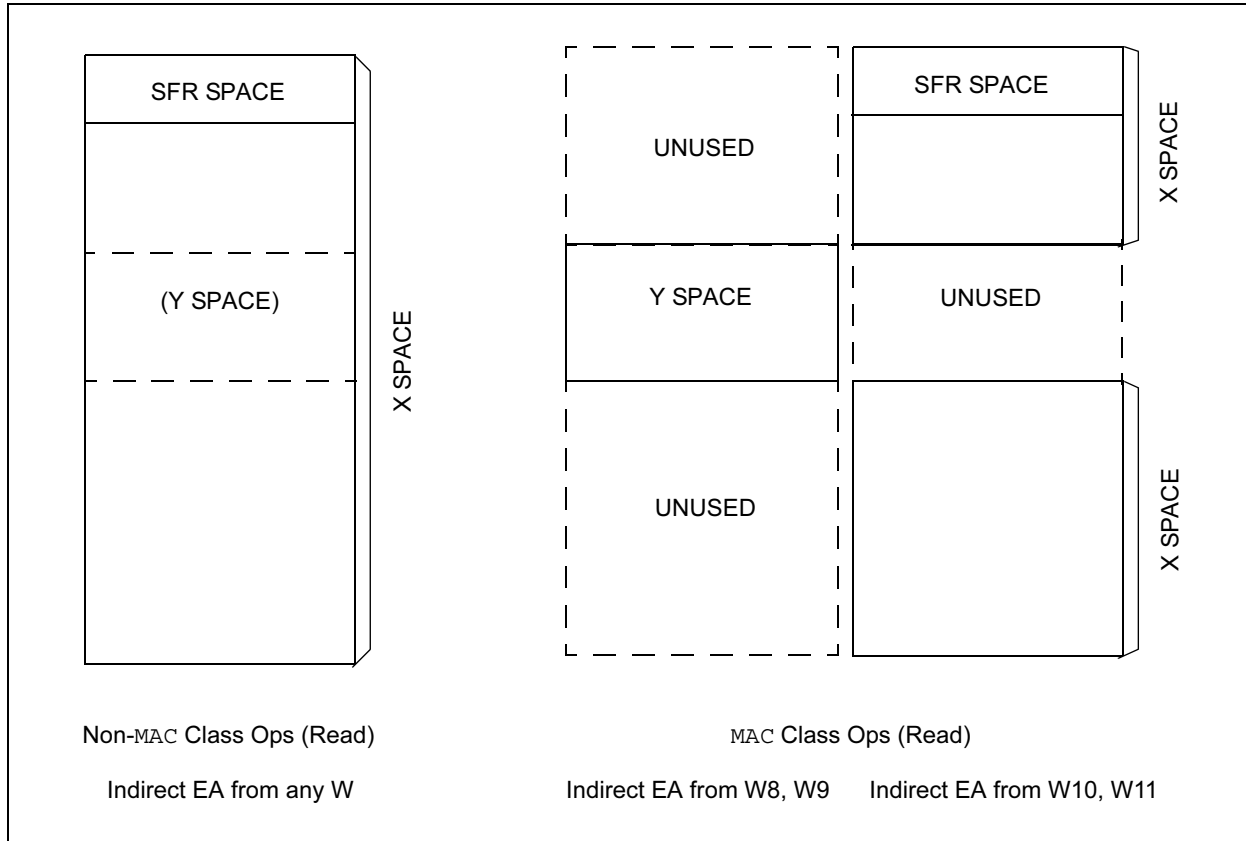 SFR SPACE
(Y SPACE)
X SPACE
Non-MAC Class Ops (Read)
Indirect EA from any W
UNUSED
Y SPACE
UNUSED
SFR SPACE
X SPACE
UNUSED
X SPACE
MAC Class Ops (Read)
Indirect EA from W8, W9
Indirect EA from W10, W11